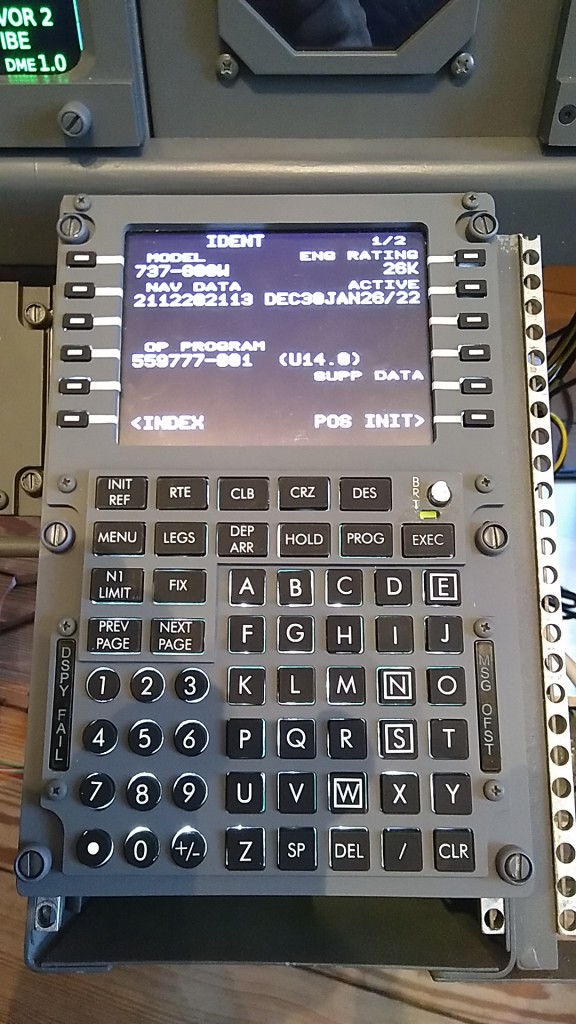 VOR 2
DME 1.0
IDENT 1/2
MODEL ENG RATING
737-800W 26K
NAV DATA ACTIVE
2112202113 DEC30JAN26/22
OP PROGRAM
550777-001 (U14.0)
SUPP DATA
<INDEX POS INIT>
INIT REF RTE CLB CRZ DES BRT
MENU LEGS DEP ARR HOLD PROG EXEC
N1 LIMIT FIX A B C D E
PREV PAGE NEXT PAGE F G H I J
DSPY FAIL
MSG OFST
1 2 3 K L M N O
4 5 6 P Q R S T
7 8 9 U V W X Y
0 +/- Z SP DEL / CLR